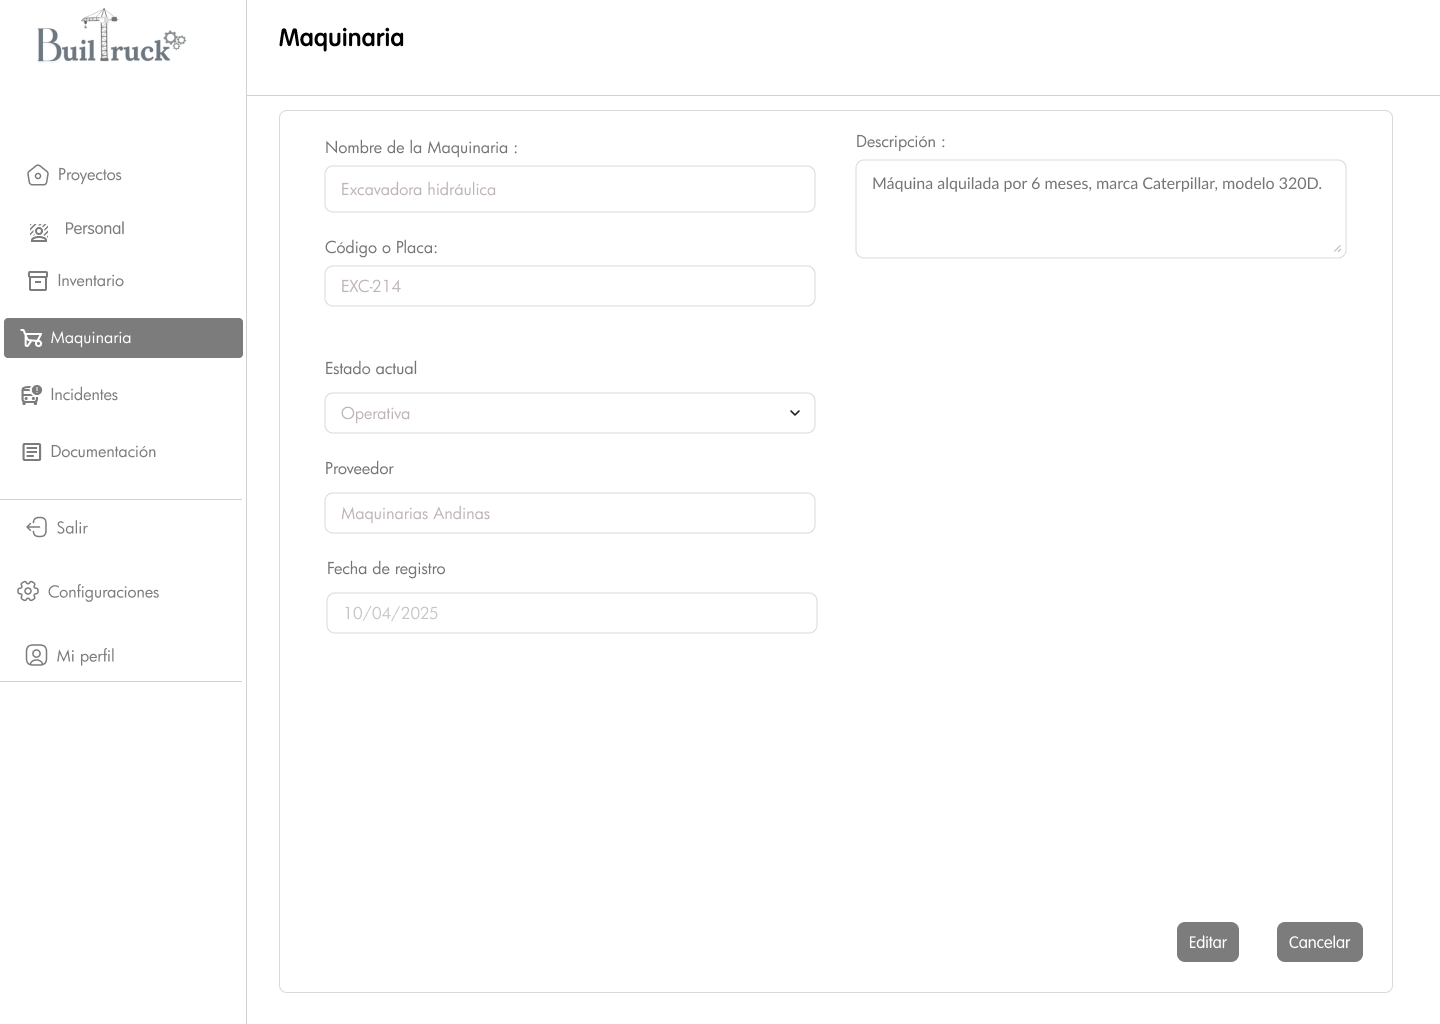 BuilTruck
Proyectos
Personal
Inventario
Maquinaria
Incidentes
Documentación
Salir
Configuraciones
Mi perfil
Maquinaria
Nombre de la Maquinaria :
Excavadora hidráulica
Código o Placa:
EXC-214
Estado actual
Operativa
Proveedor
Maquinarias Andinas
Fecha de registro
10/04/2025
Descripción :
Máquina alquilada por 6 meses, marca Caterpillar, modelo 320D.
Editar
Cancelar